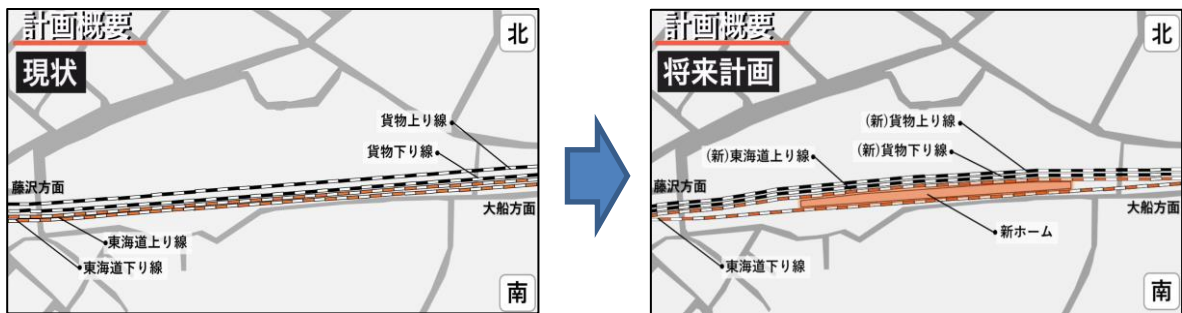 計画概要
現状
北
貨物上り線
貨物下り線
藤沢方面
大船方面
東海道上り線
東海道下り線
南
計画概要
将来計画
北
(新)貨物上り線
(新)東海道上り線
(新)貨物下り線
藤沢方面
大船方面
新ホーム
東海道下り線
南